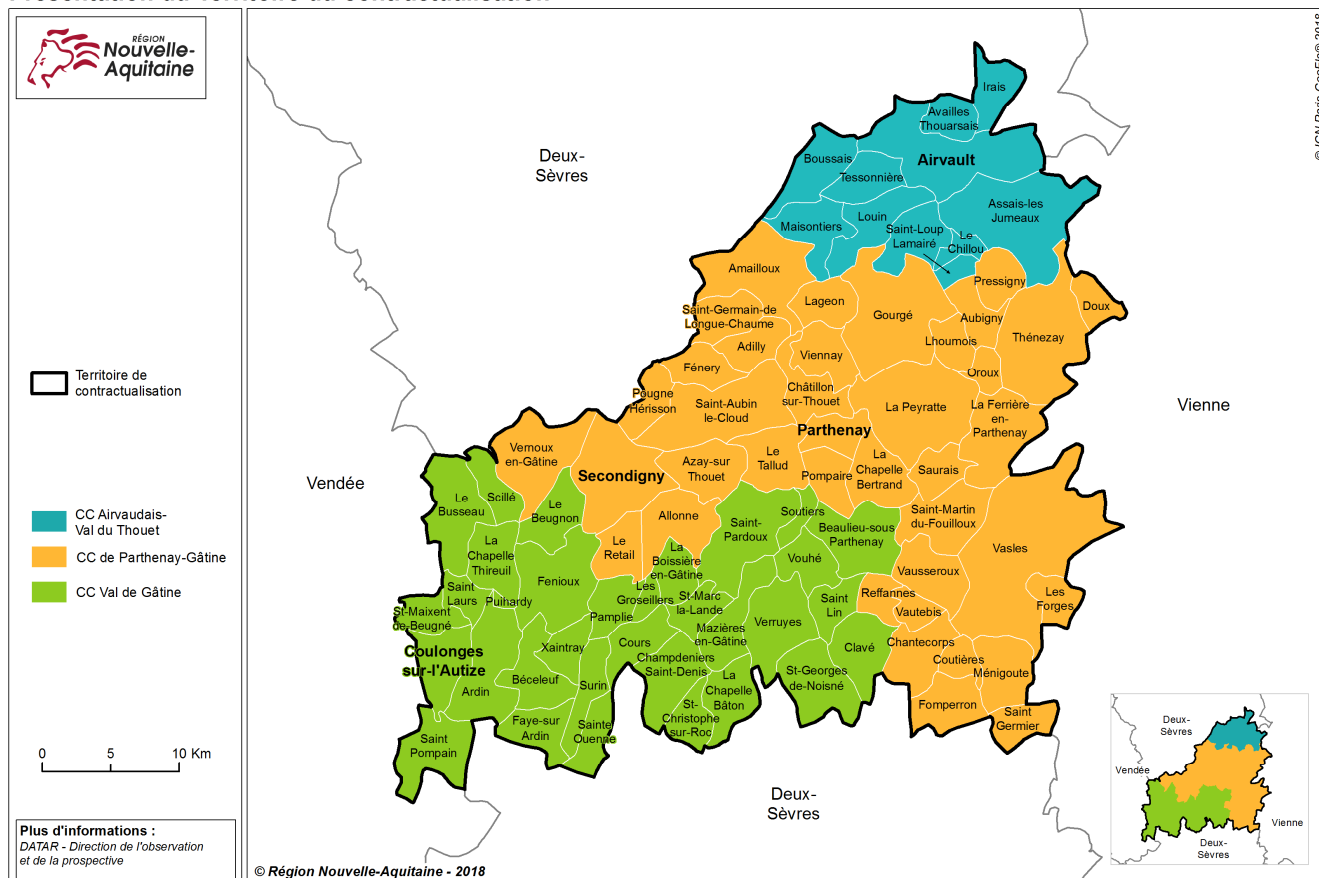 Présentation du Territoire du contractualisation
RÉGION
Nouvelle-
Aquitaine
Territoire de
contractualisation
CC Airvaudais-
Val du Thouet
CC de Parthenay-Gâtine
CC Val de Gâtine
0 5 10 Km
Plus d'informations :
DATAR - Direction de l'observation
et de la prospective
© Région Nouvelle-Aquitaine - 2018
Deux-
Sèvres
Vendée
Vienne
Deux-
Sèvres
Irais
Availles
Thouarsais
Airvault
Boussais
Tessonnière
Assais-les
Jumeaux
Maisontiers
Louin
Saint-Loup
Lamairé
Le
Chillou
Amailloux
Pressigny
Lageon
Saint-Germain-de
Longue-Chaume
Gourgé
Aubigny
Doux
Thénezay
Lhoumois
Adilly
Viennay
Fénery
Oroux
Châtillon
sur-Thouet
Pougne
Hérisson
Saint-Aubin
le-Cloud
La Peyratte
La Ferrière
en-
Parthenay
Parthenay
Vernoux
en-Gâtine
Secondigny
Azay-sur
Thouet
Le
Tallud
Pompaire
La
Chapelle
Bertrand
Saurais
Le
Busseau
Scillé
Le
Beugnon
Allonne
Saint-
Pardoux
Soutiers
Beaulieu-sous
Parthenay
Saint-Martin
du-Fouilloux
Vasles
La
Chapelle
Thireuil
Le
Retail
La
Boissière
en-Gâtine
Vouhé
Vausseroux
Fenioux
Saint
Laurs
Puihardy
Les
Groseillers
St-Marc
la-Lande
Saint
Lin
Reffannes
Vautebis
Les
Forges
St-Maixent
de-Beugné
Pamplie
Mazières
en-Gâtine
Verruyes
Xaintray
Cours
Clavé
Chantecorps
Coulonges
sur-l'Autize
Champdeniers
Saint-Denis
Coutières
Ménigoute
Ardin
Béceleuf
Surin
La
Chapelle
Bâton
St-Georges
de-Noisné
Fomperron
St-
Christophe
sur-Roc
Saint
Germier
Faye-sur
Ardin
Sainte
Ouenne
Saint
Pompain
Deux-
Sèvres
Vendée
Vienne
Deux-
Sèvres